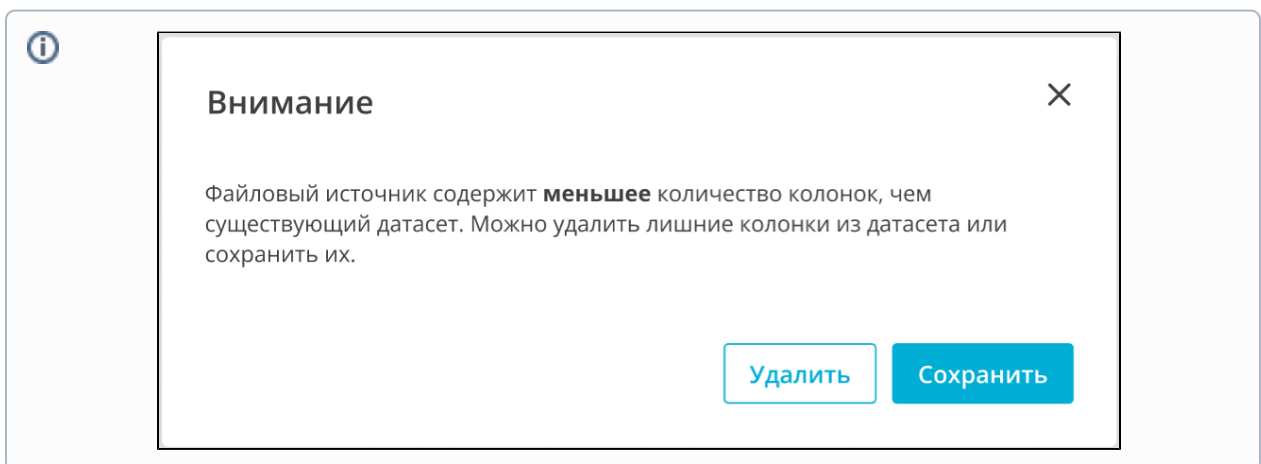 Внимание
Файловый источник содержит меньшее количество колонок, чем
существующий датасет. Можно удалить лишние колонки из датасета или
сохранить их.
Удалить
Сохранить